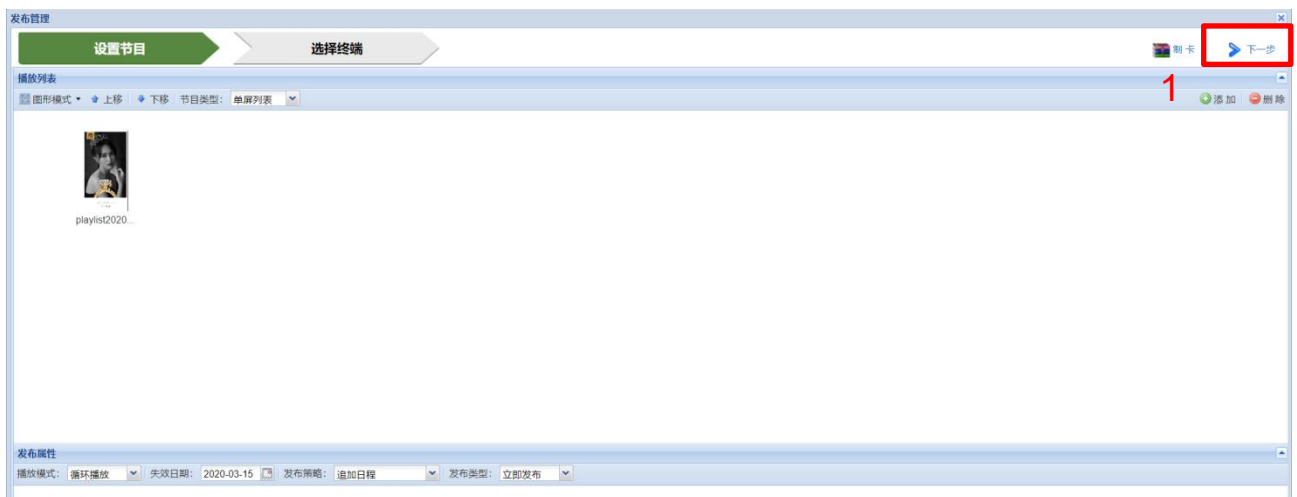 发布管理
设置节目 选择终端 制卡 下一步
播放列表
1
图形模式 上移 下移 节目类型: 单屏列表 添加 删除
playlist2020...
发布属性
播放模式: 循环播放 失效日期: 2020-03-15 发布策略: 追加日程 发布类型: 立即发布